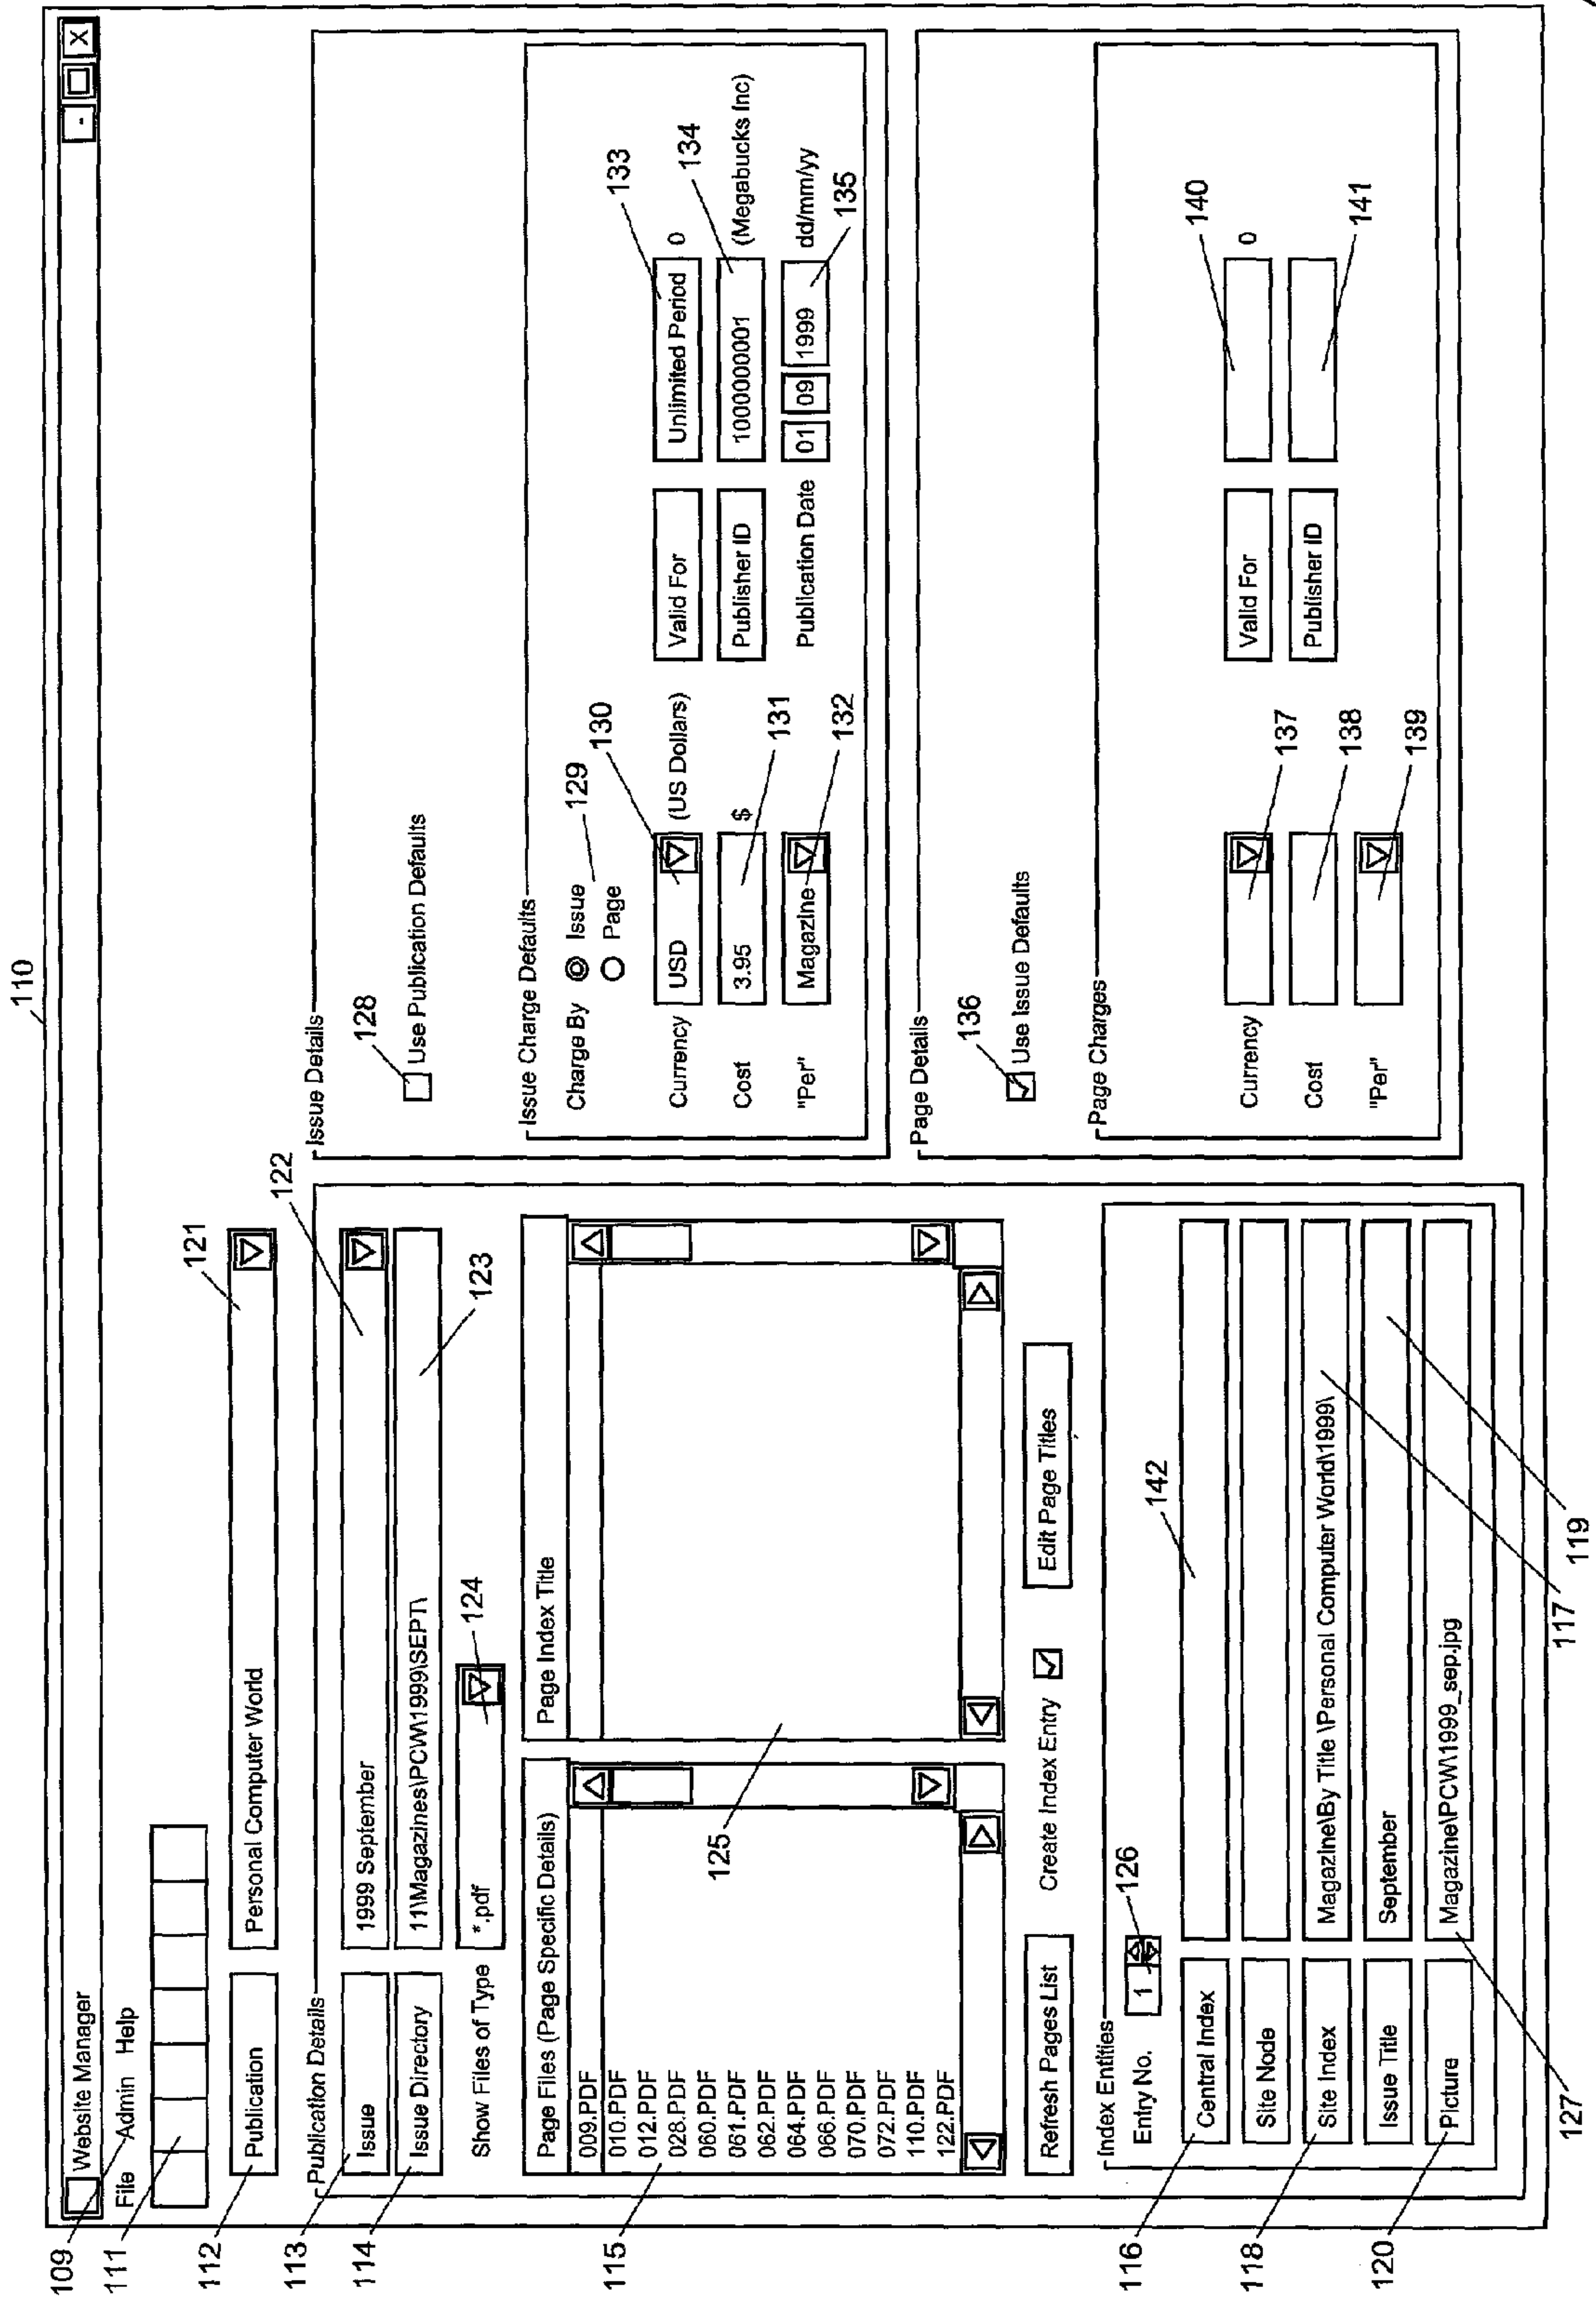 110
109
Website Manager
- X
File Admin Help
111
112
Publication
Personal Computer World
121
Publication Details
113
Issue
1999 September
122
114
Issue Directory
11\Magazines\PCW\1999\SEPT\
123
Show Files of Type
*.pdf
124
Page Files (Page Specific Details)
Page Index Title
115
009.PDF
010.PDF
012.PDF
028.PDF
060.PDF
061.PDF
062.PDF
064.PDF
066.PDF
070.PDF
072.PDF
110.PDF
122.PDF
125
Refresh Pages List
Create Index Entry
Edit Page Titles
Index Entities
Entry No.
1
126
116
Central Index
142
Site Node
118
Site Index
Magazine\By Title \Personal Computer World\1999\
Issue Title
September
120
Picture
Magazine\PCW\1999_sep.jpg
127
117
119
Issue Details
128
Use Publication Defaults
Issue Charge Defaults
Charge By
Issue
129
Page
130
Currency
USD
(US Dollars)
Valid For
Unlimited Period
0
133
Cost
3.95
$
131
Publisher ID
1000000001
(Megabucks Inc)
134
"Per"
Magazine
132
Publication Date
01 09 1999
dd/mm/yy
135
Page Details
136
Use Issue Defaults
Page Charges
Currency
137
Valid For
0
140
Cost
138
Publisher ID
141
"Per"
139